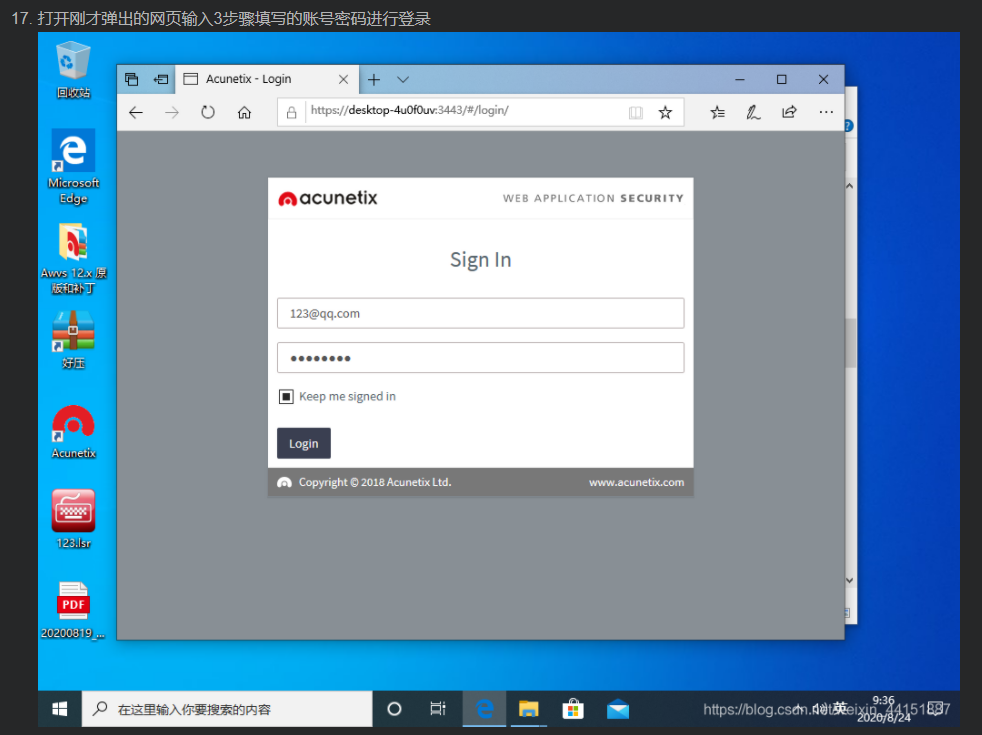 17. 打开刚才弹出的网页输入3步骤填写的账号密码进行登录
回收站
Microsoft
Edge
Awvs 12.x 原
版和补丁
好压
Acunetix
123.lsr
PDF
20200819_...
Acunetix - Login
https://desktop-4u0f0uv:3443/#/login/
acunetix
WEB APPLICATION SECURITY
Sign In
123@qq.com
Keep me signed in
Login
Copyright © 2018 Acunetix Ltd.
www.acunetix.com
在这里输入你要搜索的内容
英
9:36
2020/8/24
https://blog.csdn.net/weixin_44151887